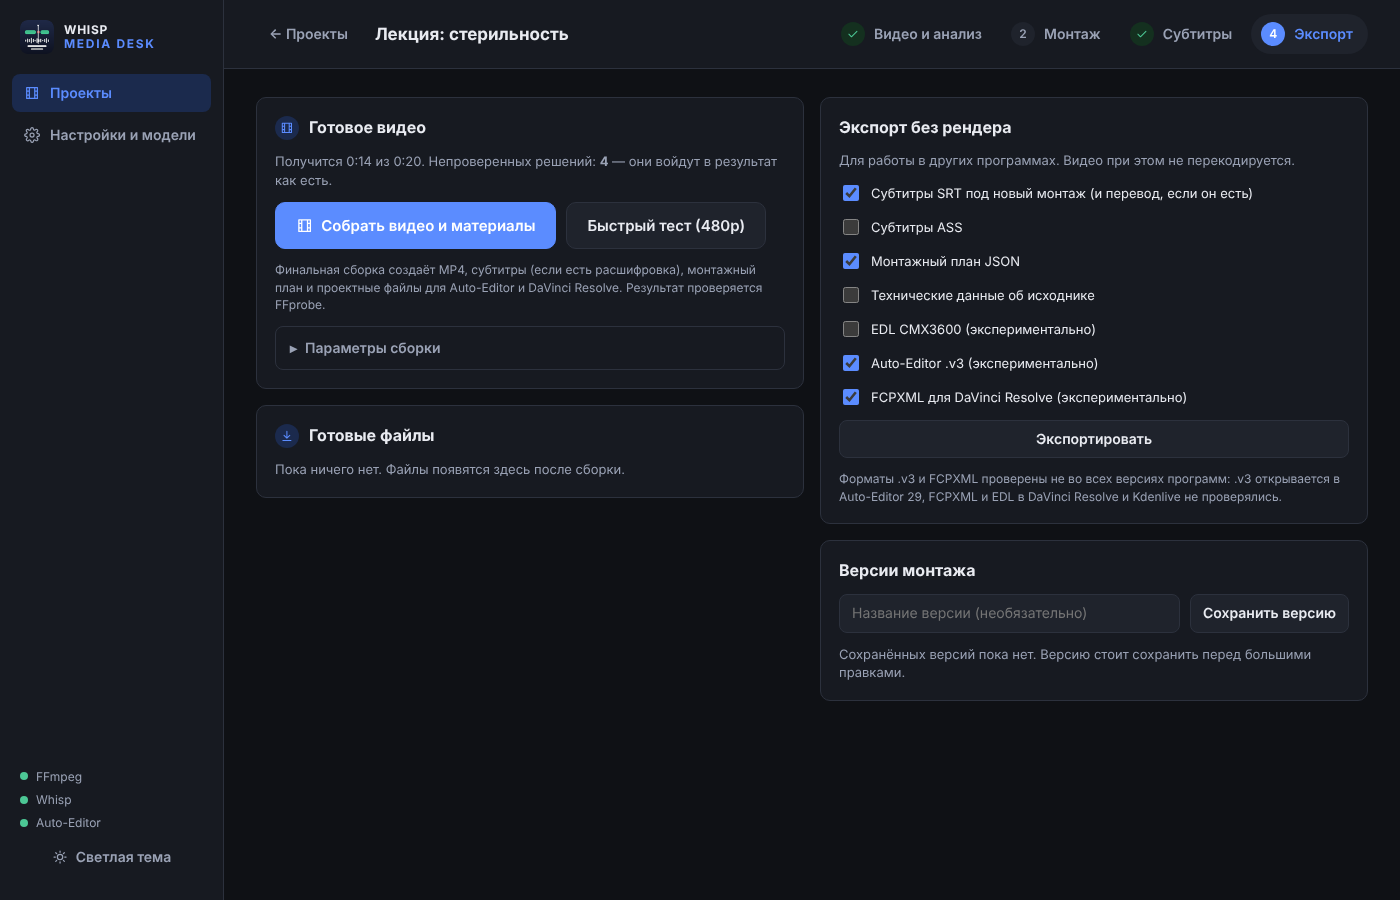 WHISP
MEDIA DESK
Проекты
Настройки и модели
FFmpeg
Whisp
Auto-Editor
Светлая тема
← Проекты
Лекция: стерильность
Видео и анализ
2 Монтаж
Субтитры
4 Экспорт
Готовое видео
Получится 0:14 из 0:20. Непроверенных решений: 4 — они войдут в результат
как есть.
Собрать видео и материалы
Быстрый тест (480p)
Финальная сборка создаёт MP4, субтитры (если есть расшифровка), монтажный
план и проектные файлы для Auto-Editor и DaVinci Resolve. Результат проверяется
FFprobe.
▸ Параметры сборки
Готовые файлы
Пока ничего нет. Файлы появятся здесь после сборки.
Экспорт без рендера
Для работы в других программах. Видео при этом не перекодируется.
Субтитры SRT под новый монтаж (и перевод, если он есть)
Субтитры ASS
Монтажный план JSON
Технические данные об исходнике
EDL CMX3600 (экспериментально)
Auto-Editor .v3 (экспериментально)
FCPXML для DaVinci Resolve (экспериментально)
Экспортировать
Форматы .v3 и FCPXML проверены не во всех версиях программ: .v3 открывается в
Auto-Editor 29, FCPXML и EDL в DaVinci Resolve и Kdenlive не проверялись.
Версии монтажа
Название версии (необязательно)
Сохранить версию
Сохранённых версий пока нет. Версию стоит сохранить перед большими
правками.